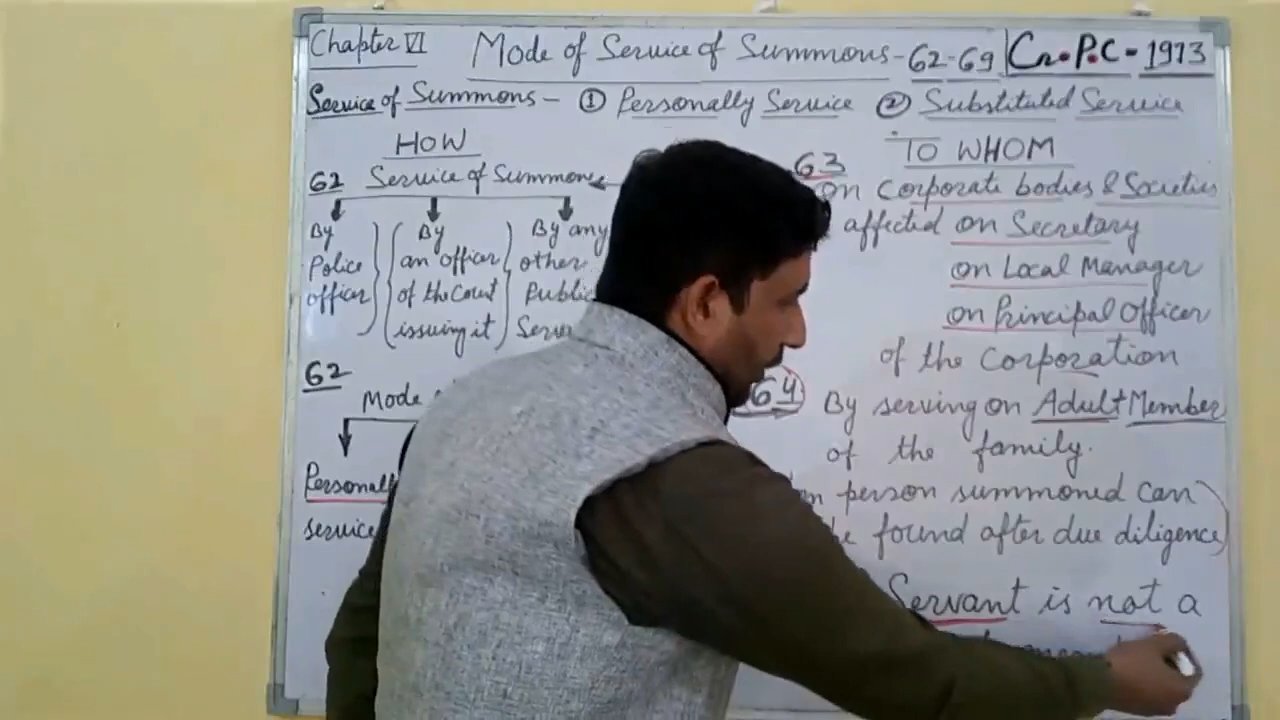 Chapter VI Mode of Service of Summons - 62-69 Cr.P.C - 1973
Service of Summons - ① Personally Service ② Substituted Service
HOW
62 Service of Summons
By Police officer
By an officer of the Court issuing it
By any other Public
62
Mode
Personally
service
TO WHOM
63 on Corporate bodies & Societies
affected on Secretary
on Local Manager
on Principal Officer
of the Corporation
64 By serving on Adult Member
of the family.
person summoned can
found after due diligence)
Servant is not a